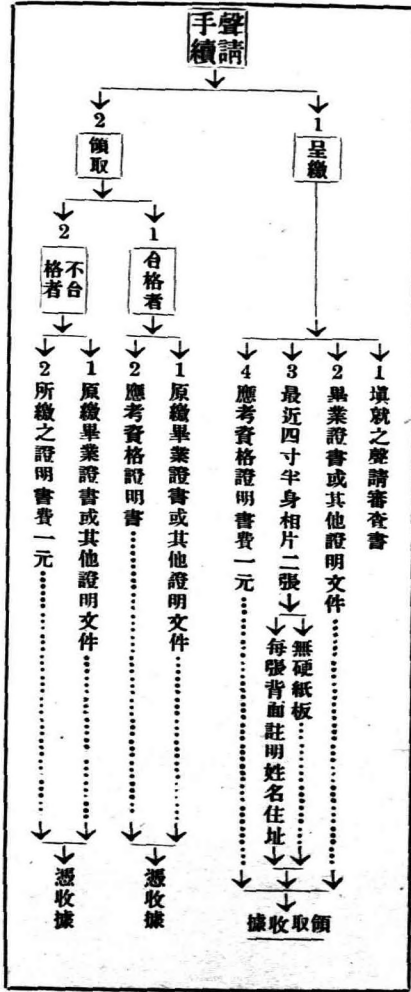 聲請
手續
1
呈繳
1 填就之聲請審查書
2 畢業證書或其他證明文件
3 最近四寸半身相片二張
無硬紙板
每張背面註明姓名住址
4 應考資格證明書費一元
領取收據
2
領取
1
合格者
1 原繳畢業證書或其他證明文件
2 應考資格證明書
憑收據
2
不合
格者
1 原繳畢業證書或其他證明文件
2 所繳之證明書費一元
憑收據